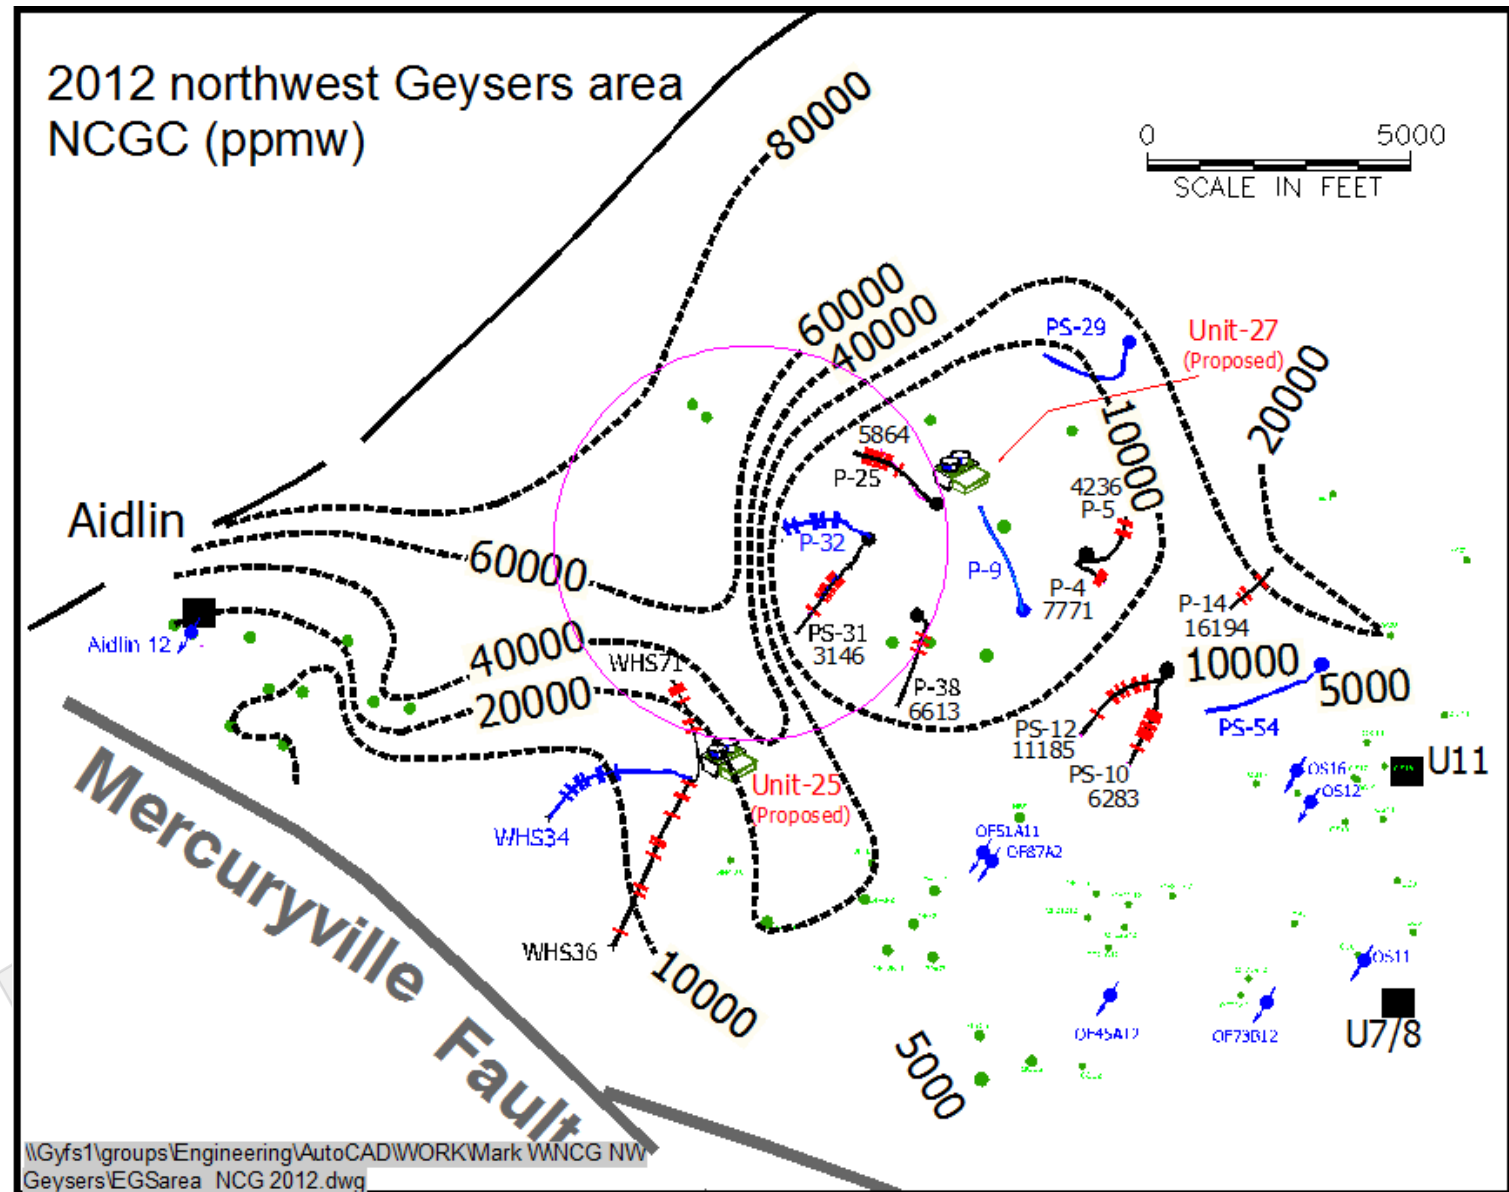 2012 northwest Geysers area
NCGC (ppmw)
80000
0 5000
SCALE IN FEET
60000
40000
PS-29
Unit-27
(Proposed)
20000
10000
5864
P-25
4236
P-5
Aidlin
P-32
60000
P-9
P-4
7771
P-14
16194
PS-31
3146
Aidlin 12
40000
WHS71
10000
5000
P-38
6613
20000
PS-12
11185
PS-54
PS-10
6283
U11
OS16
OS12
Unit-25
(Proposed)
WHS34
OF51A11
OF87A2
Mercuryville Fault
WHS36
OS11
10000
OF45A12
OF73B12
U7/8
5000
\\Gyfs1\groups\Engineering\AutoCAD\WORK\Mark W\NCG NW
Geysers\EGSarea NCG 2012.dwg